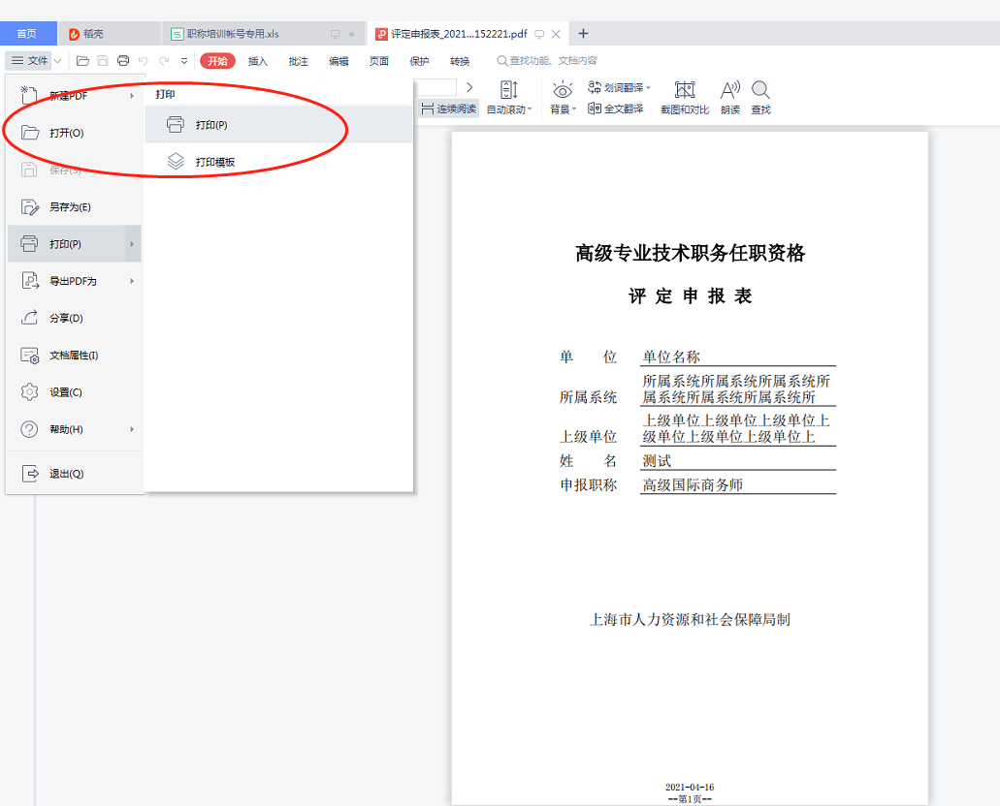 首页
稻壳
职称培训帐号专用.xls
评定申报表_2021...152221.pdf
文件
开始
插入
批注
编辑
页面
保护
转换
查找功能、文档内容
连续阅读
自动滚动
背景
划词翻译
全文翻译
截图和对比
朗读
查找
新建PDF
打开(O)
保存(S)
另存为(E)
打印(P)
导出PDF为
分享(D)
文档属性(I)
设置(C)
帮助(H)
退出(Q)
打印
打印(P)
打印模板
高级专业技术职务任职资格
评 定 申 报 表
单 位 单位名称
所属系统 所属系统所属系统所属系统所
属系统所属系统所属系统所
上级单位 上级单位上级单位上级单位上
级单位上级单位上级单位上
姓 名 测试
申报职称 高级国际商务师
上海市人力资源和社会保障局制
2021-04-16
--第1页--